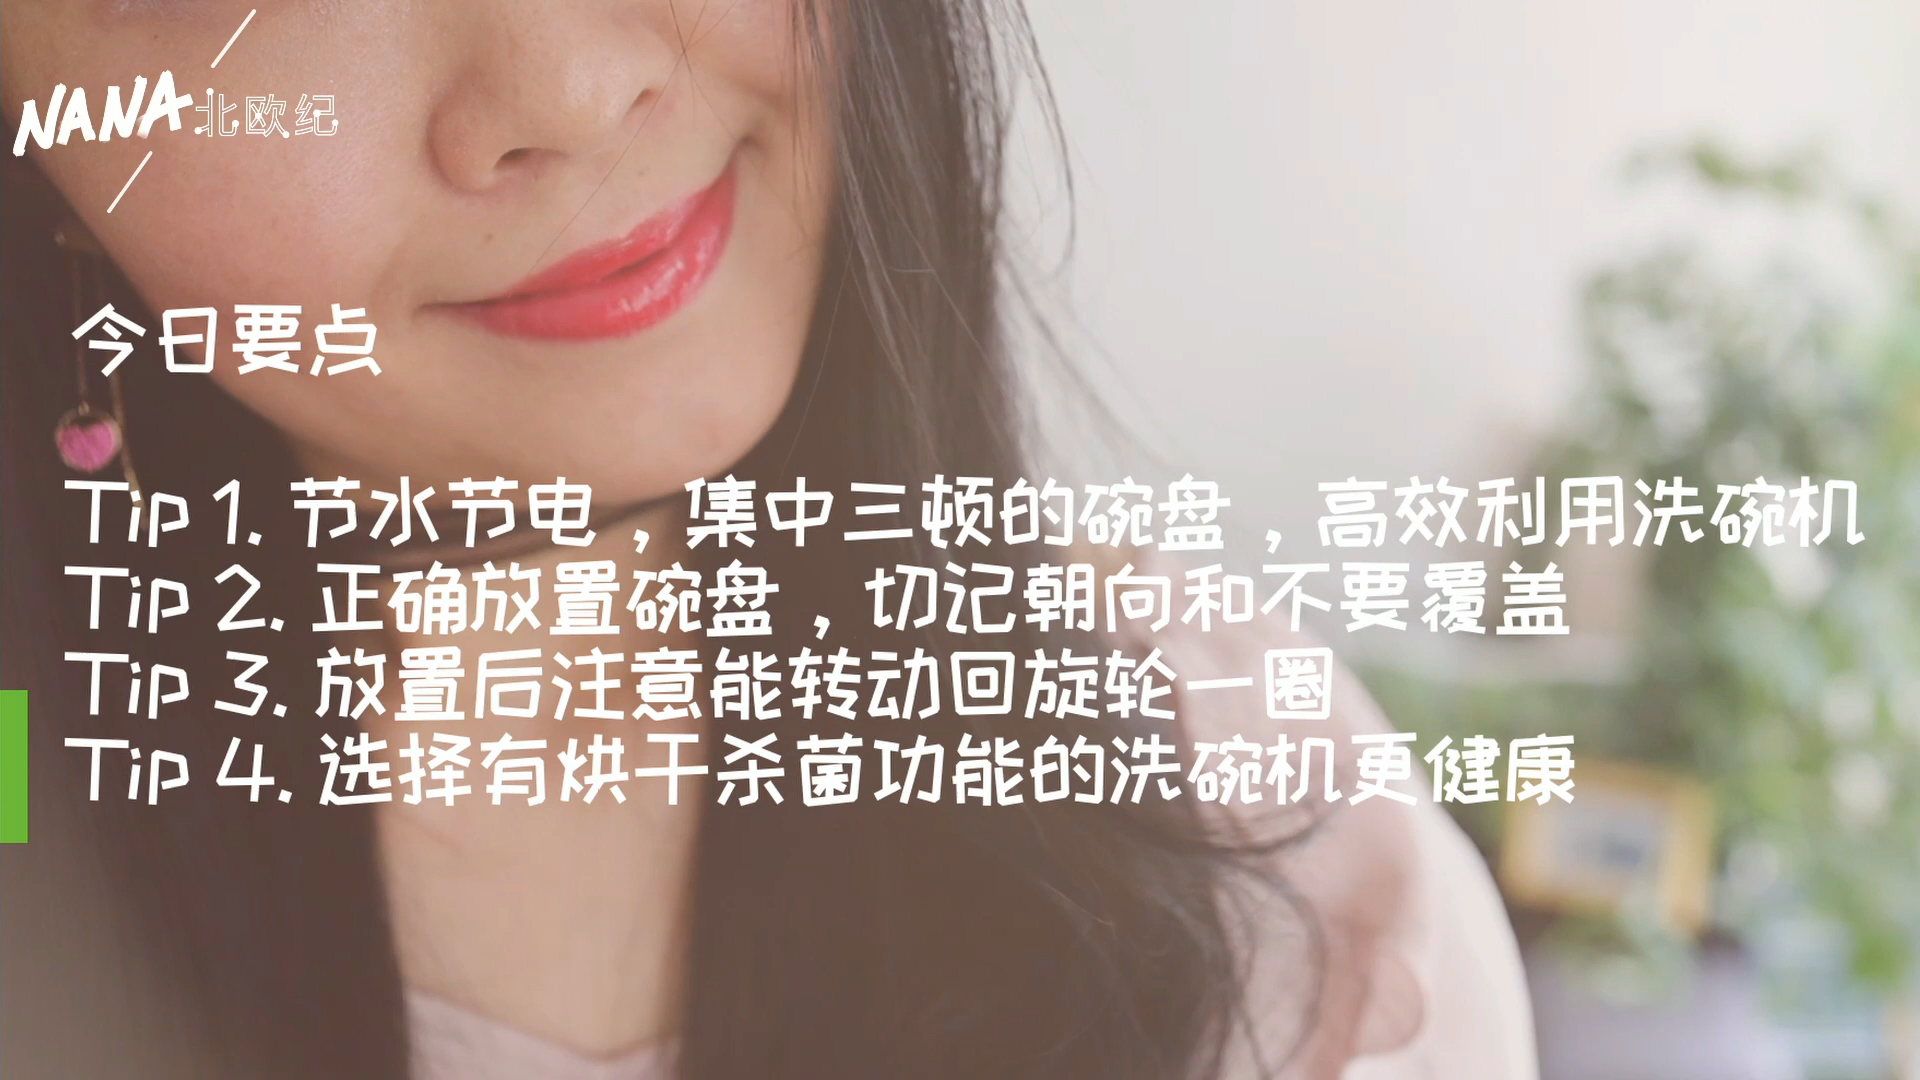 NANA北欧纪
今日要点
Tip 1. 节水节电，集中三顿的碗盘，高效利用洗碗机
Tip 2. 正确放置碗盘，切记朝向和不要覆盖
Tip 3. 放置后注意能转动回旋轮一圈
Tip 4. 选择有烘干杀菌功能的洗碗机更健康